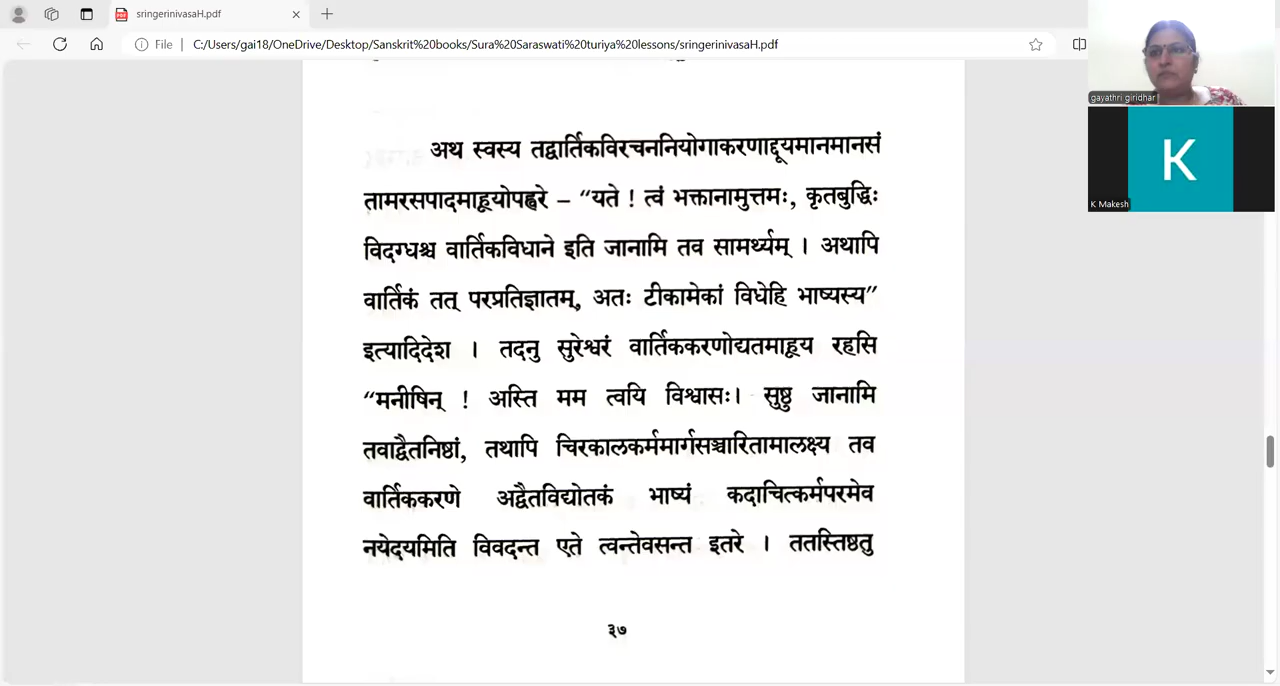 sringerinivasaH.pdf
File
C:/Users/gai18/OneDrive/Desktop/Sanskrit%20books/Sura%20Saraswati%20turiya%20lessons/sringerinivasaH.pdf
gayathri giridhar
K
K Makesh
अथ स्वस्य तद्वार्तिकविरचननियोगाकरणाद्दूयमानमानसं
तामरसपादमाहूयोपह्वरे – “यते ! त्वं भक्तानामुत्तमः, कृतबुद्धिः
विदग्धश्च वार्तिकविधाने इति जानामि तव सामर्थ्यम् । अथापि
वार्तिकं तत् परप्रतिज्ञातम्, अतः टीकामेकां विधेहि भाष्यस्य”
इत्यादिदेश । तदनु सुरेश्वरं वार्तिककरणोद्यतमाहूय रहसि
“मनीषिन् ! अस्ति मम त्वयि विश्वासः। सुष्ठु जानामि
तवाद्वैतनिष्ठां, तथापि चिरकालकर्ममार्गसञ्चारितामालक्ष्य तव
वार्तिककरणे अद्वैतविद्योतकं भाष्यं कदाचित्कर्मपरमेव
नयेदयमिति विवदन्त एते त्वन्तेवसन्त इतरे । ततस्तिष्ठतु
३७